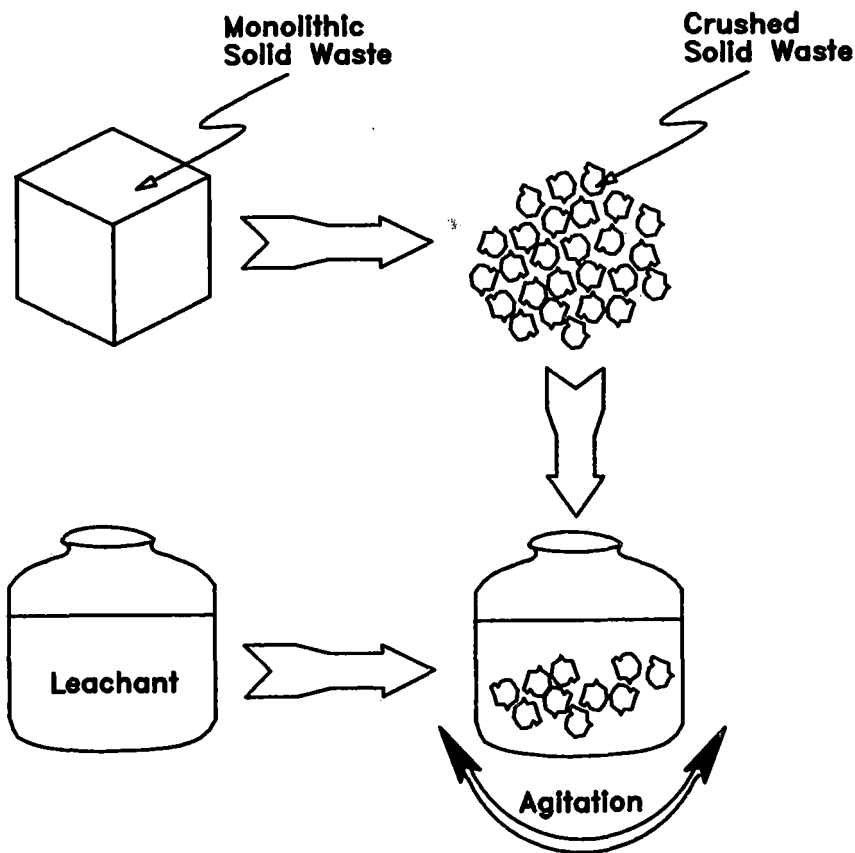 Monolithic
Solid Waste
Crushed
Solid Waste
Leachant
Agitation